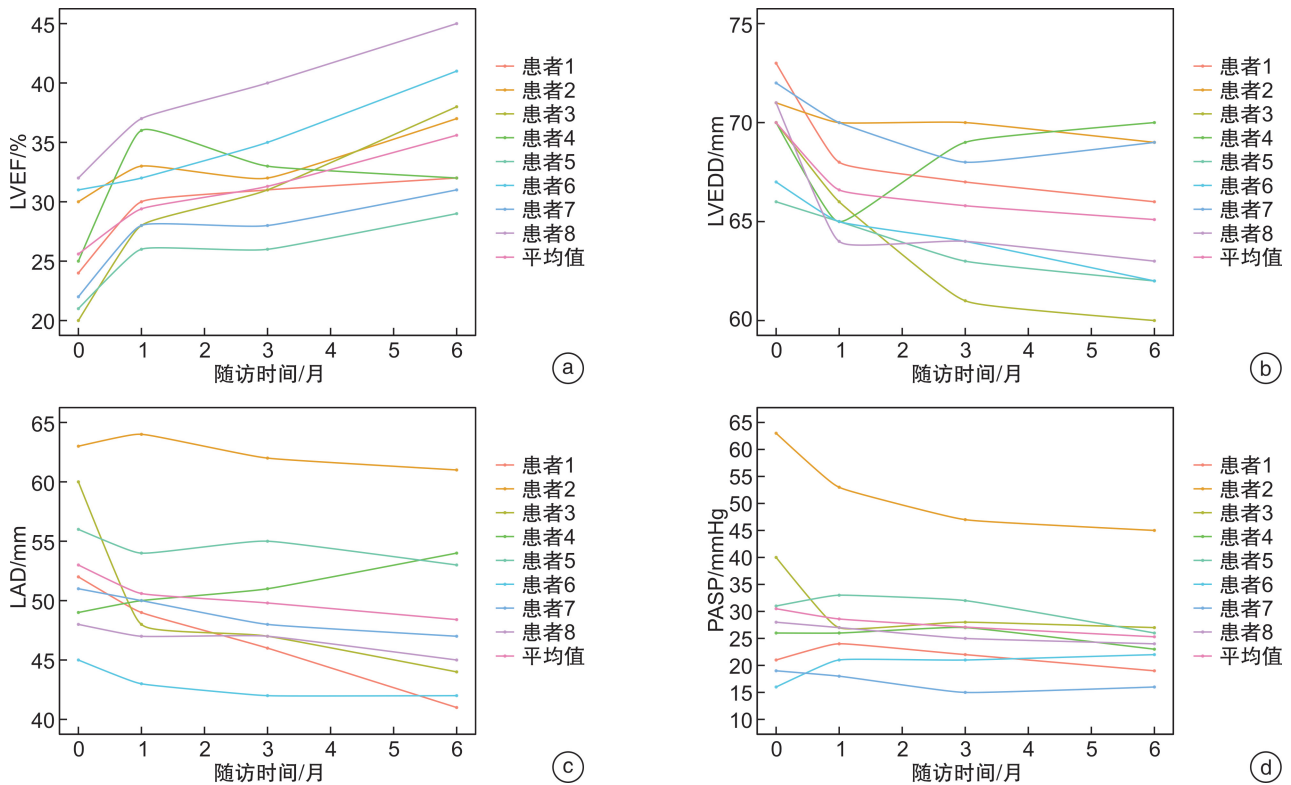 LVEF/%
45
40
35
30
25
20
0 1 2 3 4 5 6
随访时间/月
患者1
患者2
患者3
患者4
患者5
患者6
患者7
患者8
平均值
a
LVEDD/mm
75
70
65
60
0 1 2 3 4 5 6
随访时间/月
患者1
患者2
患者3
患者4
患者5
患者6
患者7
患者8
平均值
b
LAD/mm
65
60
55
50
45
40
0 1 2 3 4 5 6
随访时间/月
患者1
患者2
患者3
患者4
患者5
患者6
患者7
患者8
平均值
c
PASP/mmHg
65
60
55
50
45
40
35
30
25
20
15
10
0 1 2 3 4 5 6
随访时间/月
患者1
患者2
患者3
患者4
患者5
患者6
患者7
患者8
平均值
d